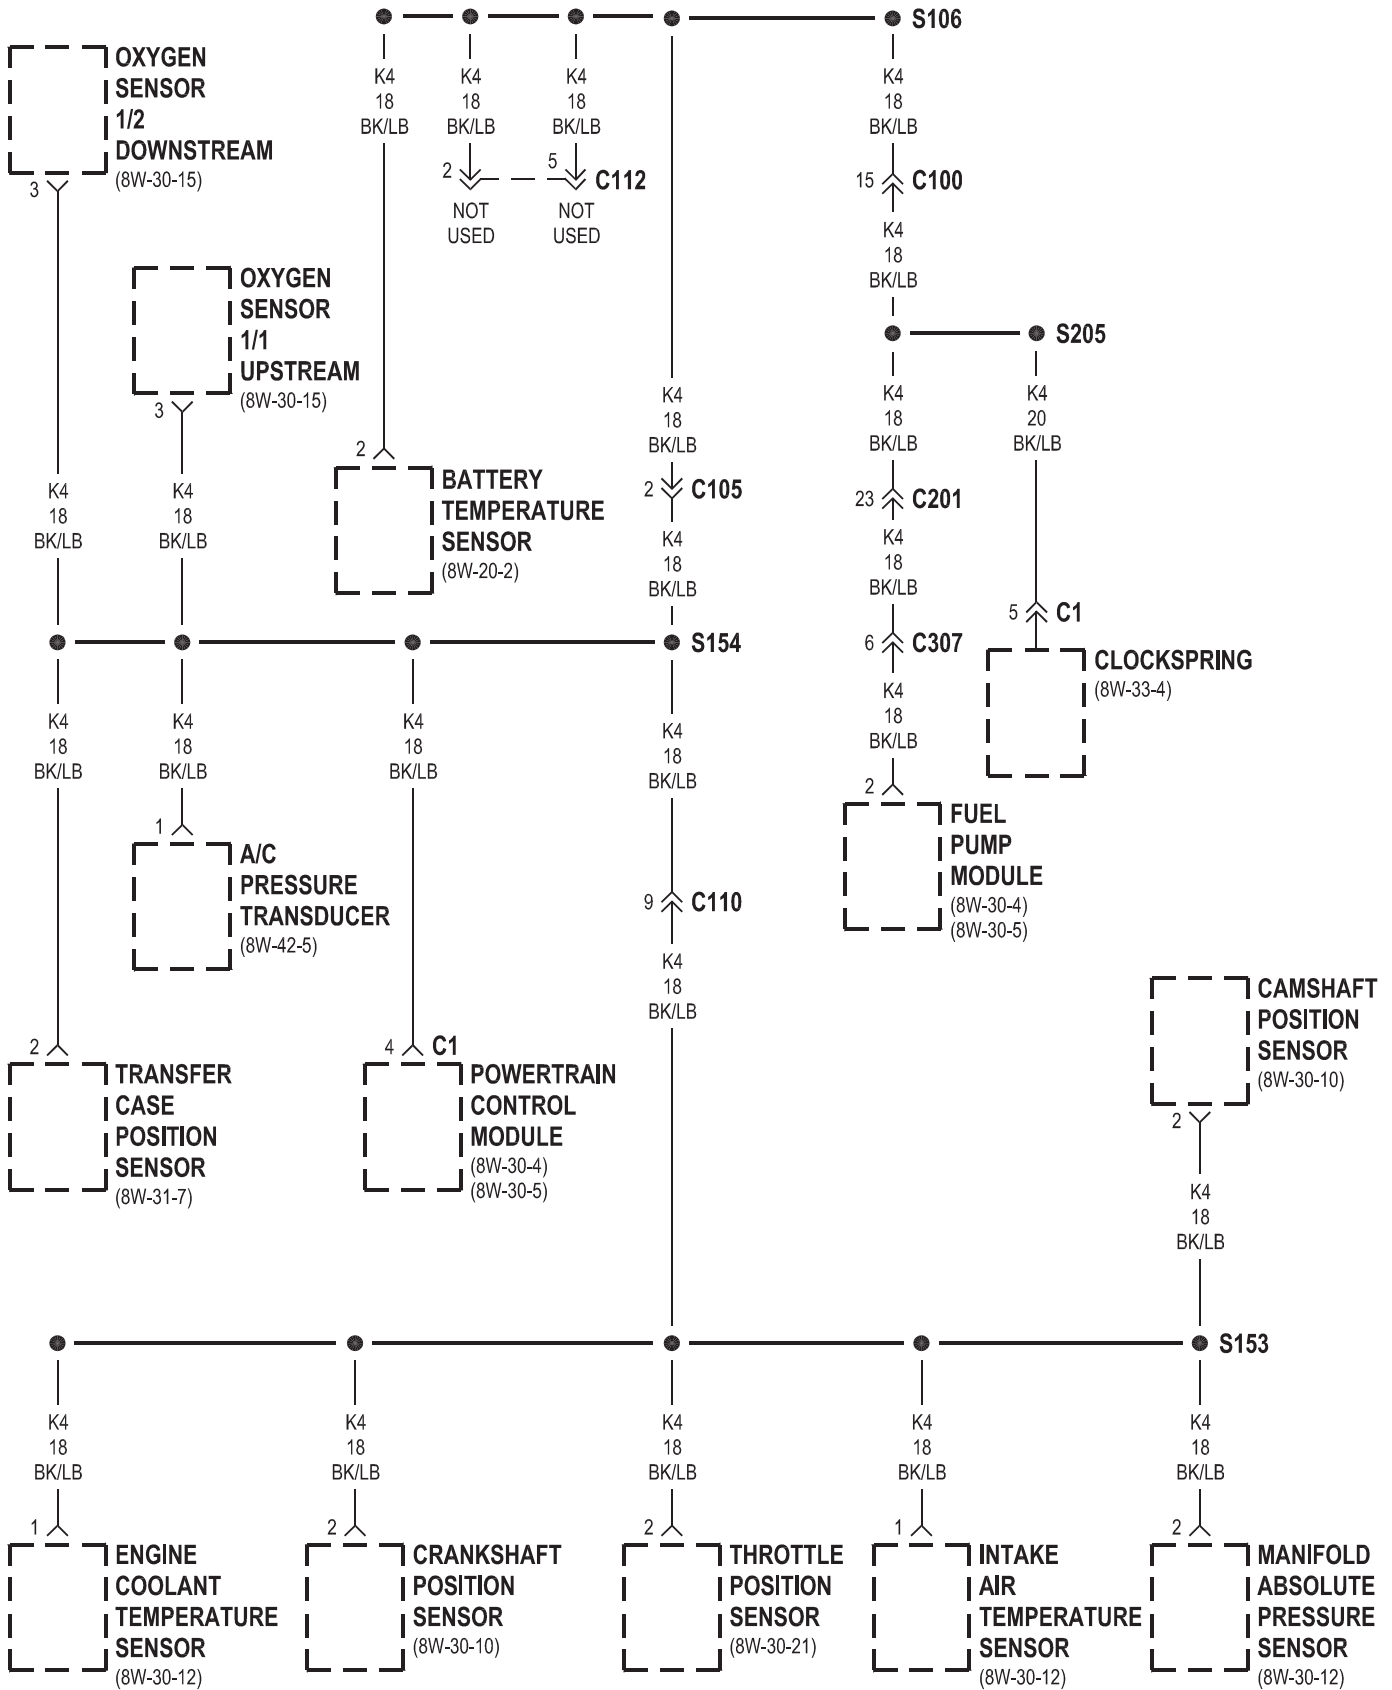 S106
OXYGEN
SENSOR
1/2
DOWNSTREAM
(8W-30-15)
3
K4
18
BK/LB
K4
18
BK/LB
K4
18
BK/LB
K4
18
BK/LB
2
5
C112
NOT
USED
NOT
USED
15
C100
K4
18
BK/LB
OXYGEN
SENSOR
1/1
UPSTREAM
(8W-30-15)
3
S205
K4
18
BK/LB
K4
18
BK/LB
K4
20
BK/LB
2
BATTERY
TEMPERATURE
SENSOR
(8W-20-2)
2
C105
23
C201
K4
18
BK/LB
K4
18
BK/LB
K4
18
BK/LB
K4
18
BK/LB
5
C1
CLOCKSPRING
(8W-33-4)
S154
6
C307
K4
18
BK/LB
K4
18
BK/LB
K4
18
BK/LB
K4
18
BK/LB
K4
18
BK/LB
2
FUEL
PUMP
MODULE
(8W-30-4)
(8W-30-5)
1
A/C
PRESSURE
TRANSDUCER
(8W-42-5)
9
C110
K4
18
BK/LB
CAMSHAFT
POSITION
SENSOR
(8W-30-10)
2
2
TRANSFER
CASE
POSITION
SENSOR
(8W-31-7)
4
C1
POWERTRAIN
CONTROL
MODULE
(8W-30-4)
(8W-30-5)
K4
18
BK/LB
S153
K4
18
BK/LB
K4
18
BK/LB
K4
18
BK/LB
K4
18
BK/LB
K4
18
BK/LB
1
ENGINE
COOLANT
TEMPERATURE
SENSOR
(8W-30-12)
2
CRANKSHAFT
POSITION
SENSOR
(8W-30-10)
2
THROTTLE
POSITION
SENSOR
(8W-30-21)
1
INTAKE
AIR
TEMPERATURE
SENSOR
(8W-30-12)
2
MANIFOLD
ABSOLUTE
PRESSURE
SENSOR
(8W-30-12)